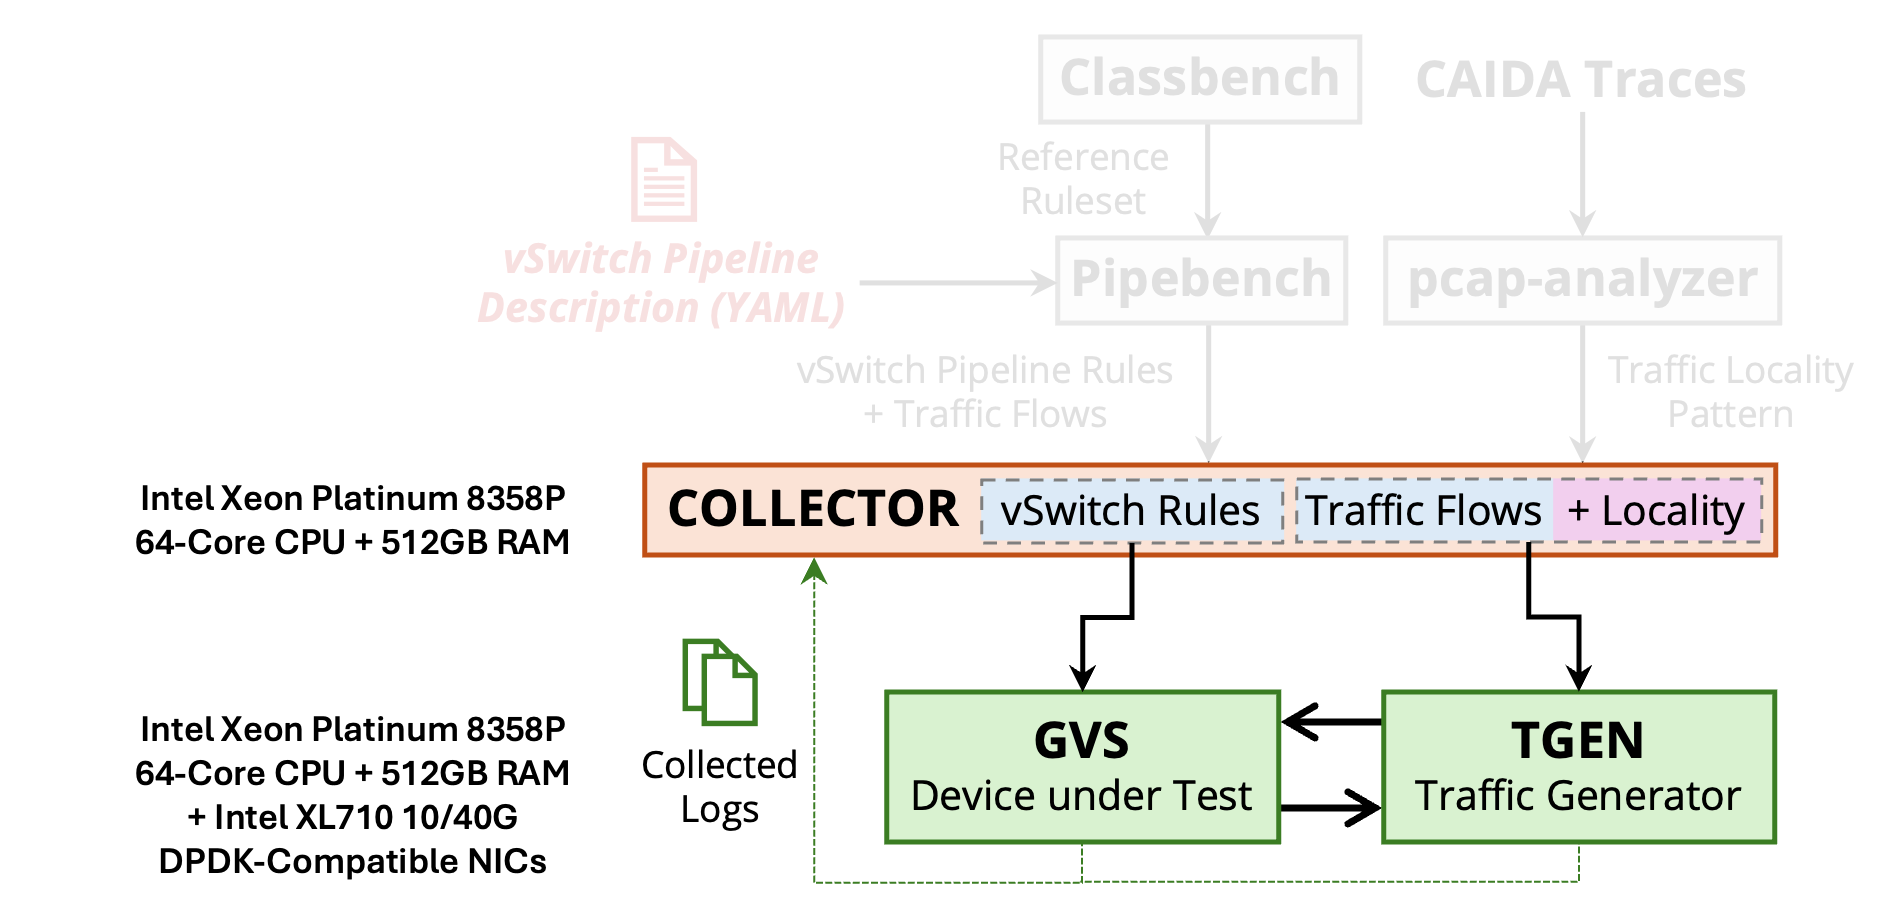 Classbench
CAIDA Traces
Reference
Ruleset
vSwitch Pipeline
Description (YAML)
Pipebench
pcap-analyzer
vSwitch Pipeline Rules
+ Traffic Flows
Traffic Locality
Pattern
Intel Xeon Platinum 8358P
64-Core CPU + 512GB RAM
COLLECTOR
vSwitch Rules
Traffic Flows + Locality
Collected
Logs
Intel Xeon Platinum 8358P
64-Core CPU + 512GB RAM
+ Intel XL710 10/40G
DPDK-Compatible NICs
GVS
Device under Test
TGEN
Traffic Generator